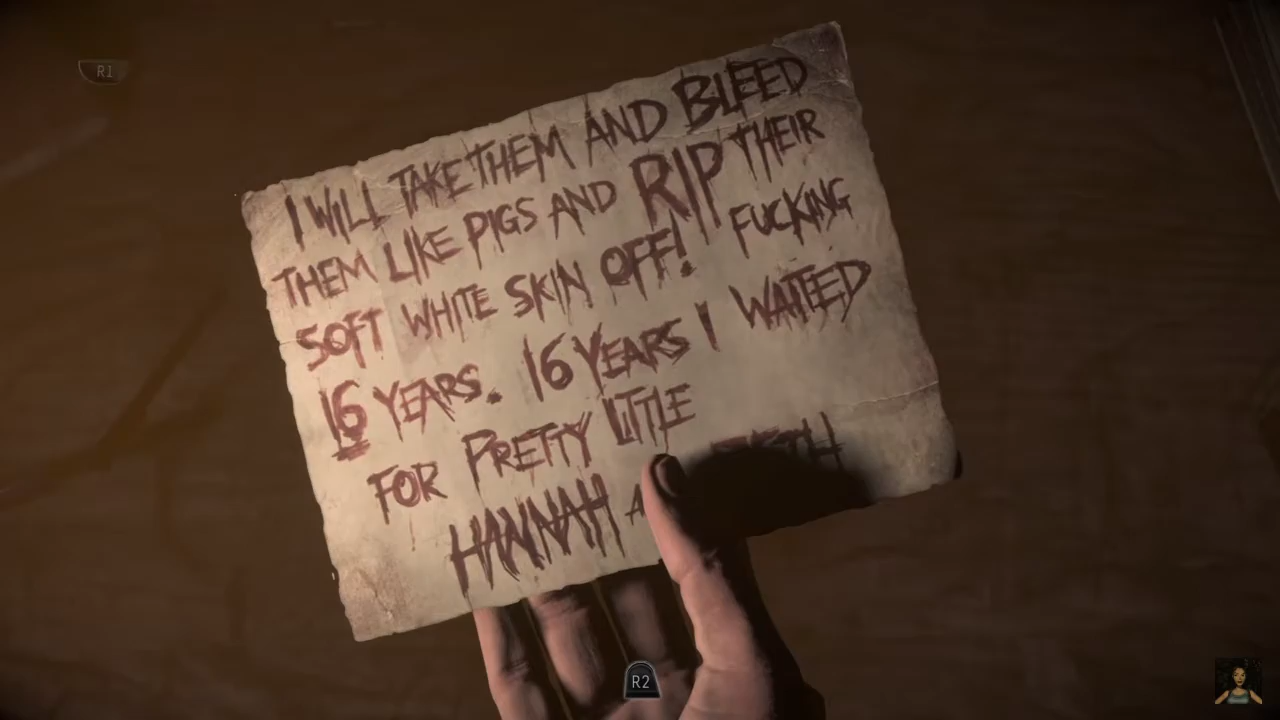 R1
I WILL TAKE THEM AND BLEED
THEM LIKE PIGS AND RIP THEIR
SOFT WHITE SKIN OFF! FUCKING
16 YEARS. 16 YEARS I WAITED
FOR PRETTY LITTLE
HANNAH
R2